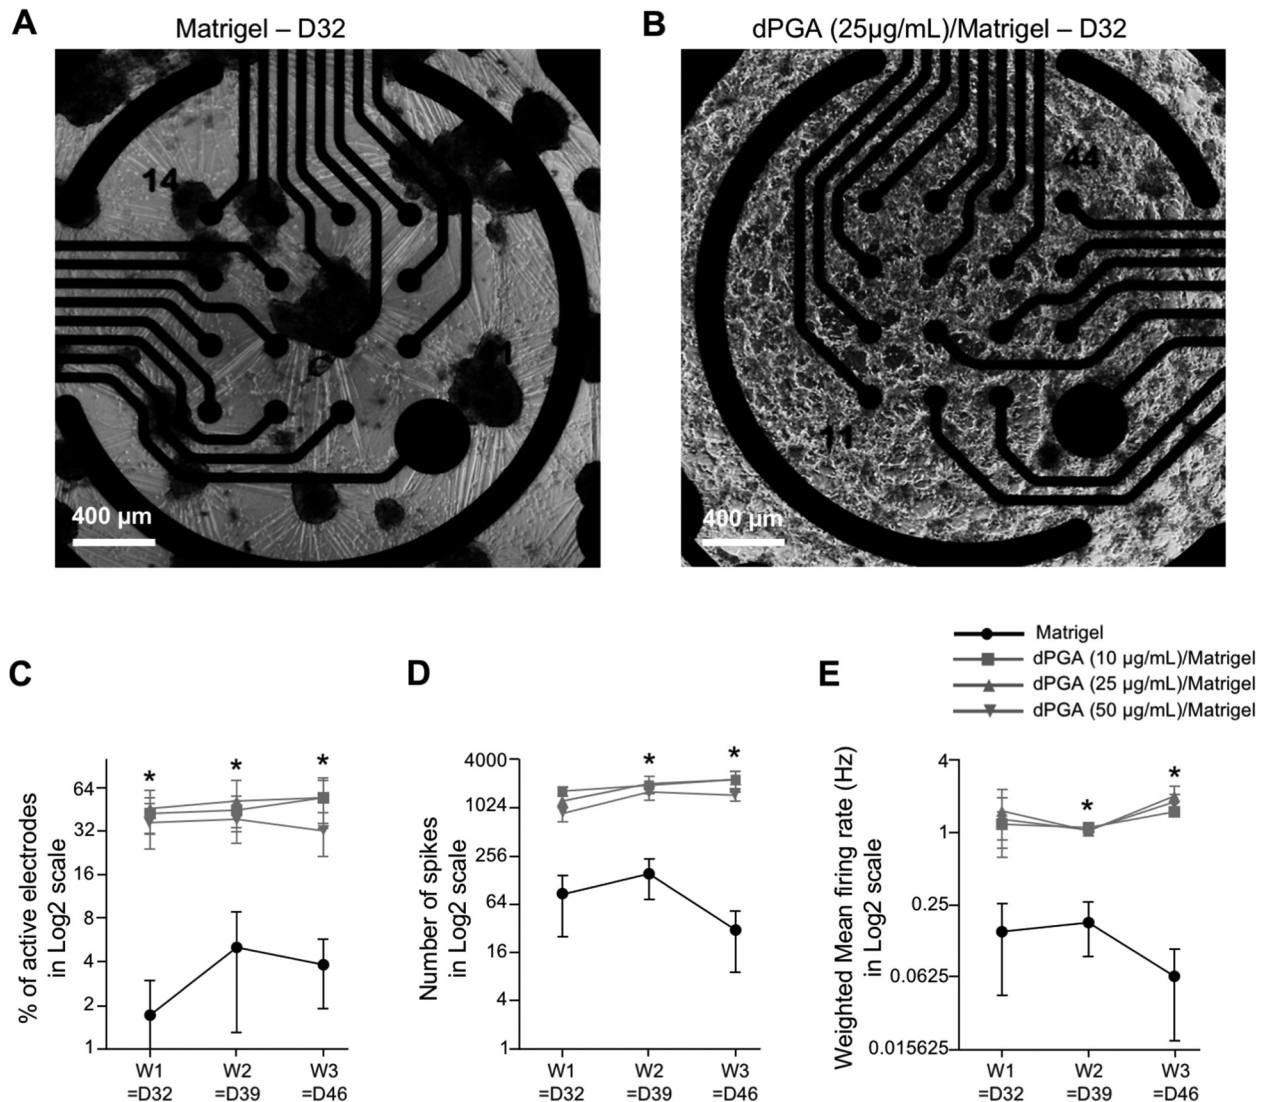 A
Matrigel – D32
14
1
400 µm
B
dPGA (25µg/mL)/Matrigel – D32
44
11
400 µm
Matrigel
dPGA (10 µg/mL)/Matrigel
dPGA (25 µg/mL)/Matrigel
dPGA (50 µg/mL)/Matrigel
C
% of active electrodes
in Log2 scale
64
32
16
8
4
2
1
* * *
W1 W2 W3
=D32 =D39 =D46
D
Number of spikes
in Log2 scale
4000
1024
256
64
16
4
1
* *
W1 W2 W3
=D32 =D39 =D46
E
Weighted Mean firing rate (Hz)
in Log2 scale
4
1
0.25
0.0625
0.015625
* *
W1 W2 W3
=D32 =D39 =D46